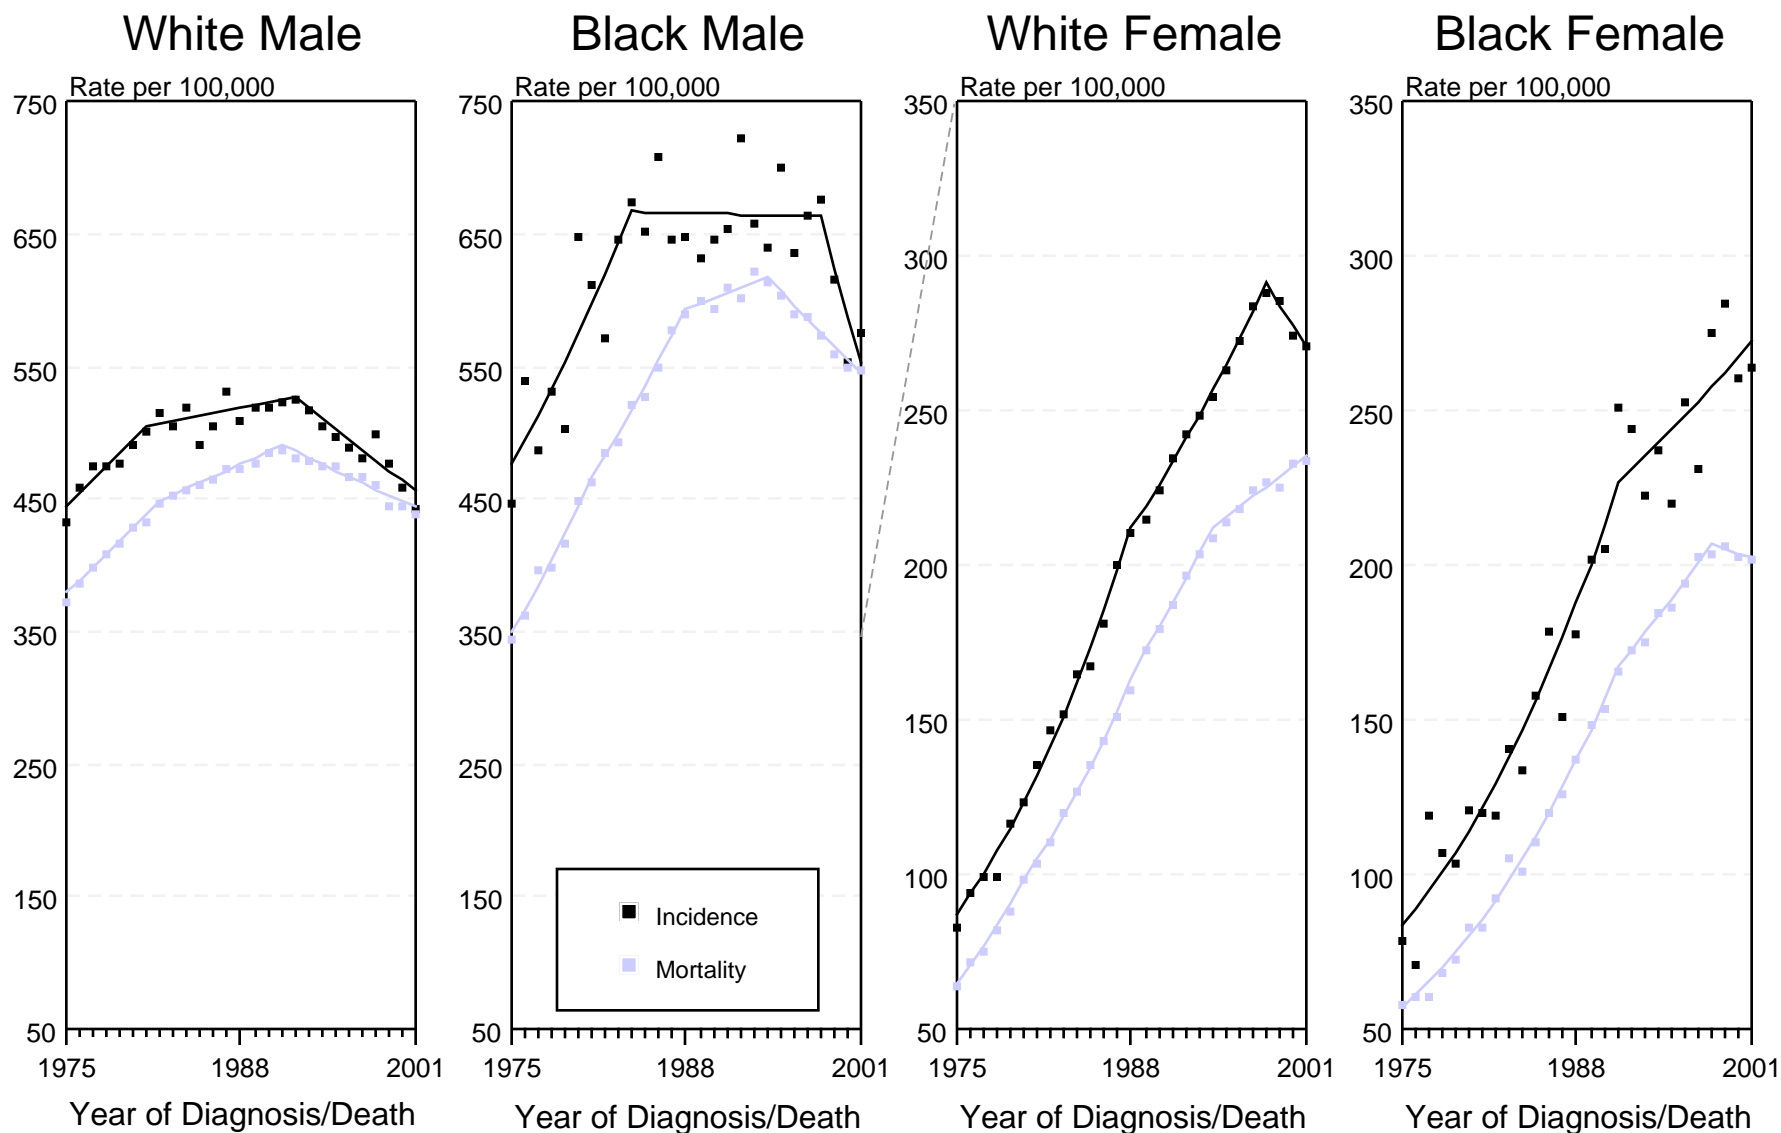 White Male
Black Male
White Female
Black Female
Rate per 100,000
Rate per 100,000
Rate per 100,000
Rate per 100,000
750
650
550
450
350
250
150
50
750
650
550
450
350
250
150
50
350
300
250
200
150
100
50
350
300
250
200
150
100
50
Incidence
Mortality
1975 1988 2001
1975 1988 2001
1975 1988 2001
1975 1988 2001
Year of Diagnosis/Death
Year of Diagnosis/Death
Year of Diagnosis/Death
Year of Diagnosis/Death